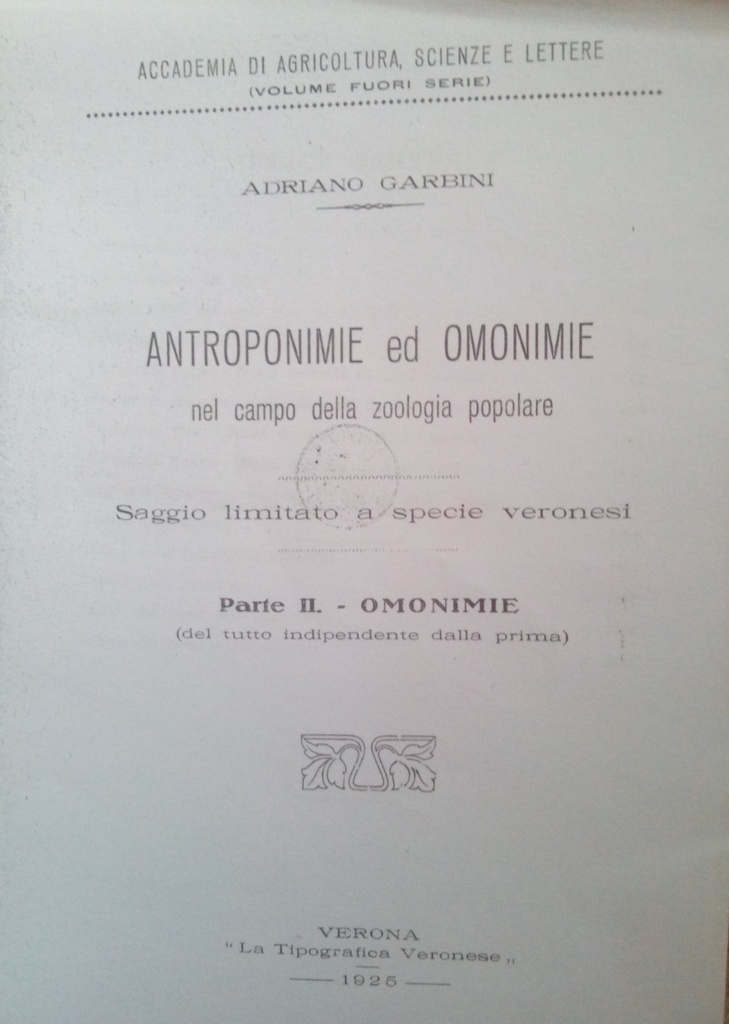 ACCADEMIA DI AGRICOLTURA, SCIENZE E LETTERE
(VOLUME FUORI SERIE)
ADRIANO GARBINI
ANTROPONIMIE ed OMONIMIE
nel campo della zoologia popolare
Saggio limitato a specie veronesi
Parte II. - OMONIMIE
(del tutto indipendente dalla prima)
VERONA
“ La Tipografica Veronese „
1925